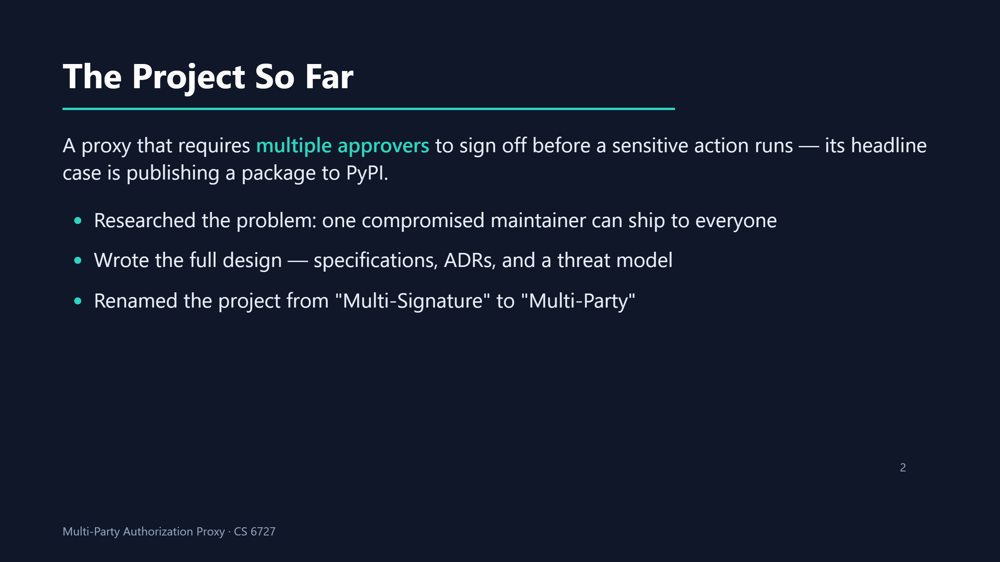 The Project So Far
A proxy that requires multiple approvers to sign off before a sensitive action runs — its headline
case is publishing a package to PyPI.
• Researched the problem: one compromised maintainer can ship to everyone
• Wrote the full design — specifications, ADRs, and a threat model
• Renamed the project from "Multi-Signature" to "Multi-Party"
2
Multi-Party Authorization Proxy · CS 6727